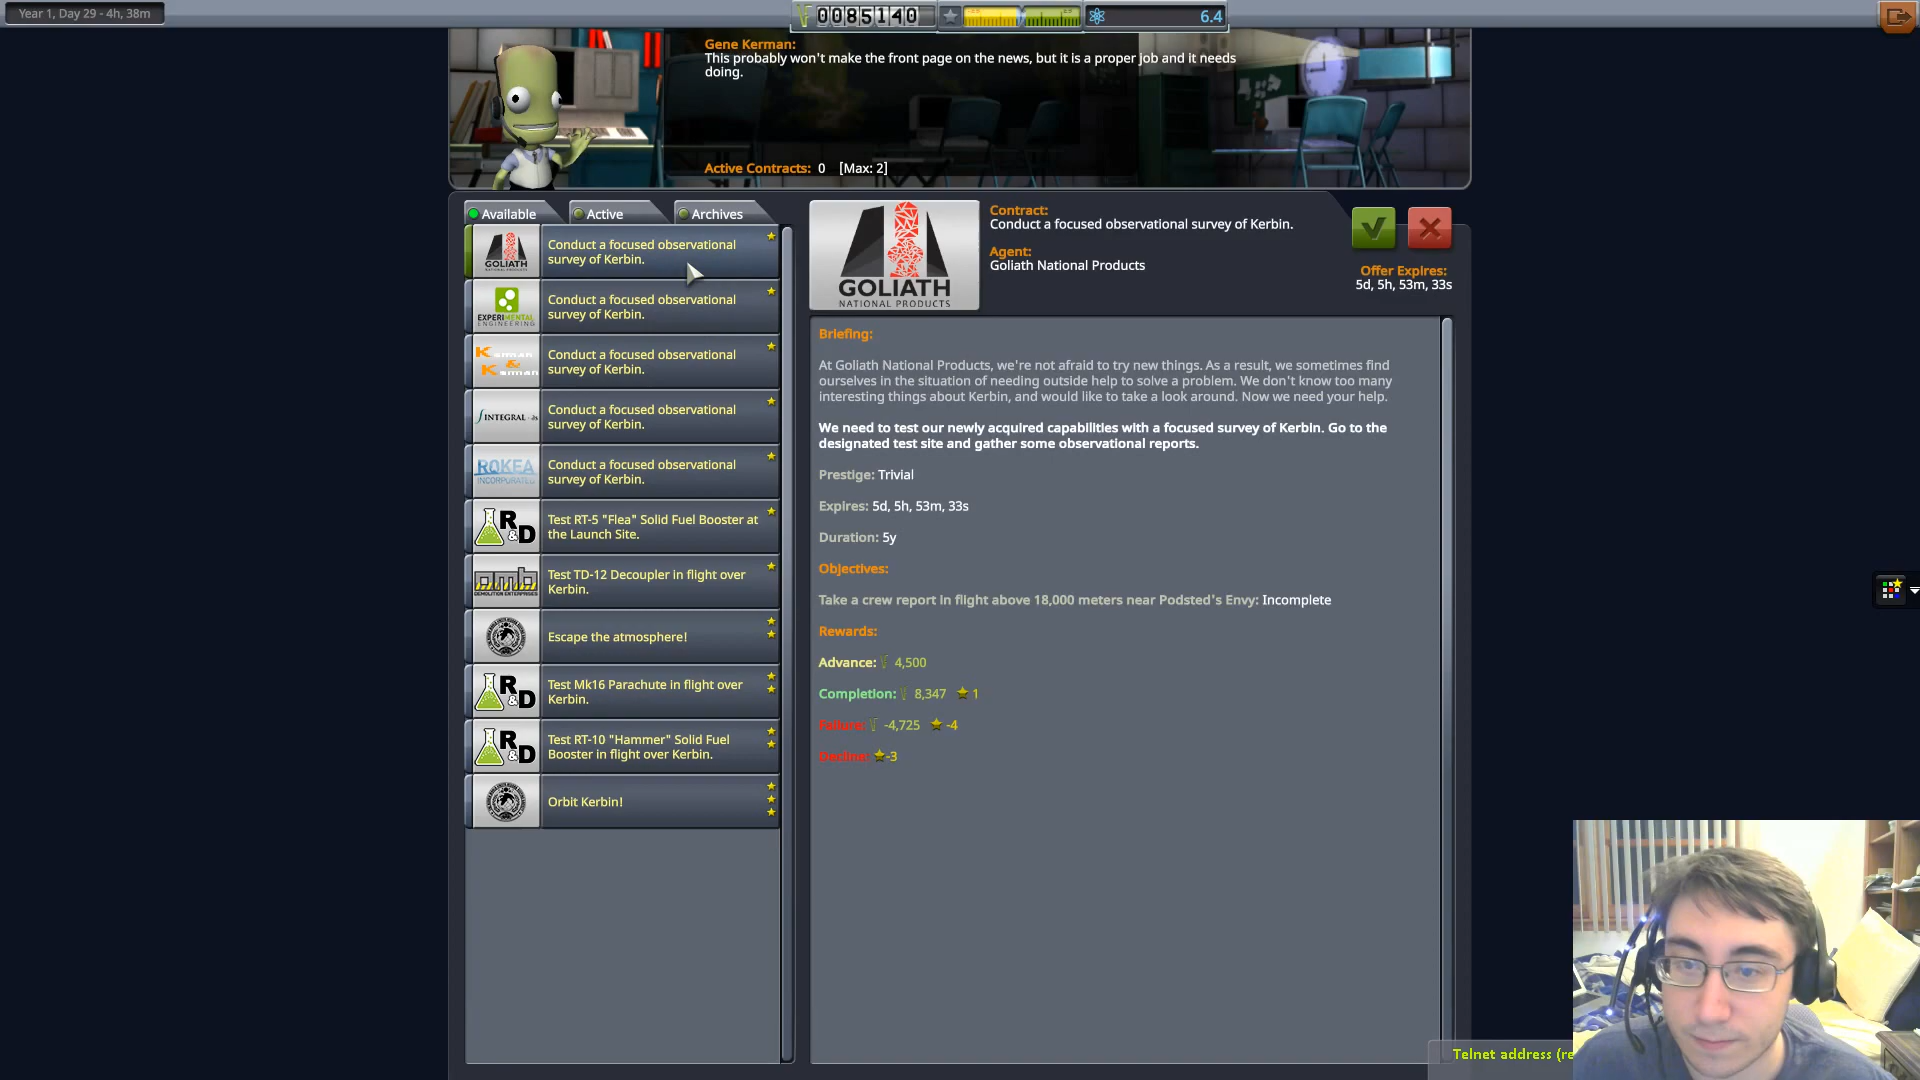 Year 1, Day 29 - 4h, 38m
0085140
6.4
Gene Kerman:
This probably won't make the front page on the news, but it is a proper job and it needs
doing.
Active Contracts: 0 [Max: 2]
Available
Active
Archives
GOLIATH
NATIONAL PRODUCTS
Conduct a focused observational
survey of Kerbin.
EXPERIMENTAL
ENGINEERING
Conduct a focused observational
survey of Kerbin.
Kerman
& Kerman
Conduct a focused observational
survey of Kerbin.
INTEGRAL
Conduct a focused observational
survey of Kerbin.
ROKEA
INCORPORATED
Conduct a focused observational
survey of Kerbin.
R&D
Test RT-5 "Flea" Solid Fuel Booster at
the Launch Site.
DEMOLITION ENTERPRISES
Test TD-12 Decoupler in flight over
Kerbin.
Escape the atmosphere!
R&D
Test Mk16 Parachute in flight over
Kerbin.
R&D
Test RT-10 "Hammer" Solid Fuel
Booster in flight over Kerbin.
Orbit Kerbin!
GOLIATH
NATIONAL PRODUCTS
Contract:
Conduct a focused observational survey of Kerbin.
Agent:
Goliath National Products
Offer Expires:
5d, 5h, 53m, 33s
Briefing:
At Goliath National Products, we're not afraid to try new things. As a result, we sometimes find
ourselves in the situation of needing outside help to solve a problem. We don't know too many
interesting things about Kerbin, and would like to take a look around. Now we need your help.
We need to test our newly acquired capabilities with a focused survey of Kerbin. Go to the
designated test site and gather some observational reports.
Prestige: Trivial
Expires: 5d, 5h, 53m, 33s
Duration: 5y
Objectives:
Take a crew report in flight above 18,000 meters near Podsted's Envy: Incomplete
Rewards:
Advance: 4,500
Completion: 8,347 1
Failure: -4,725 -4
Decline: -3
Telnet address (re